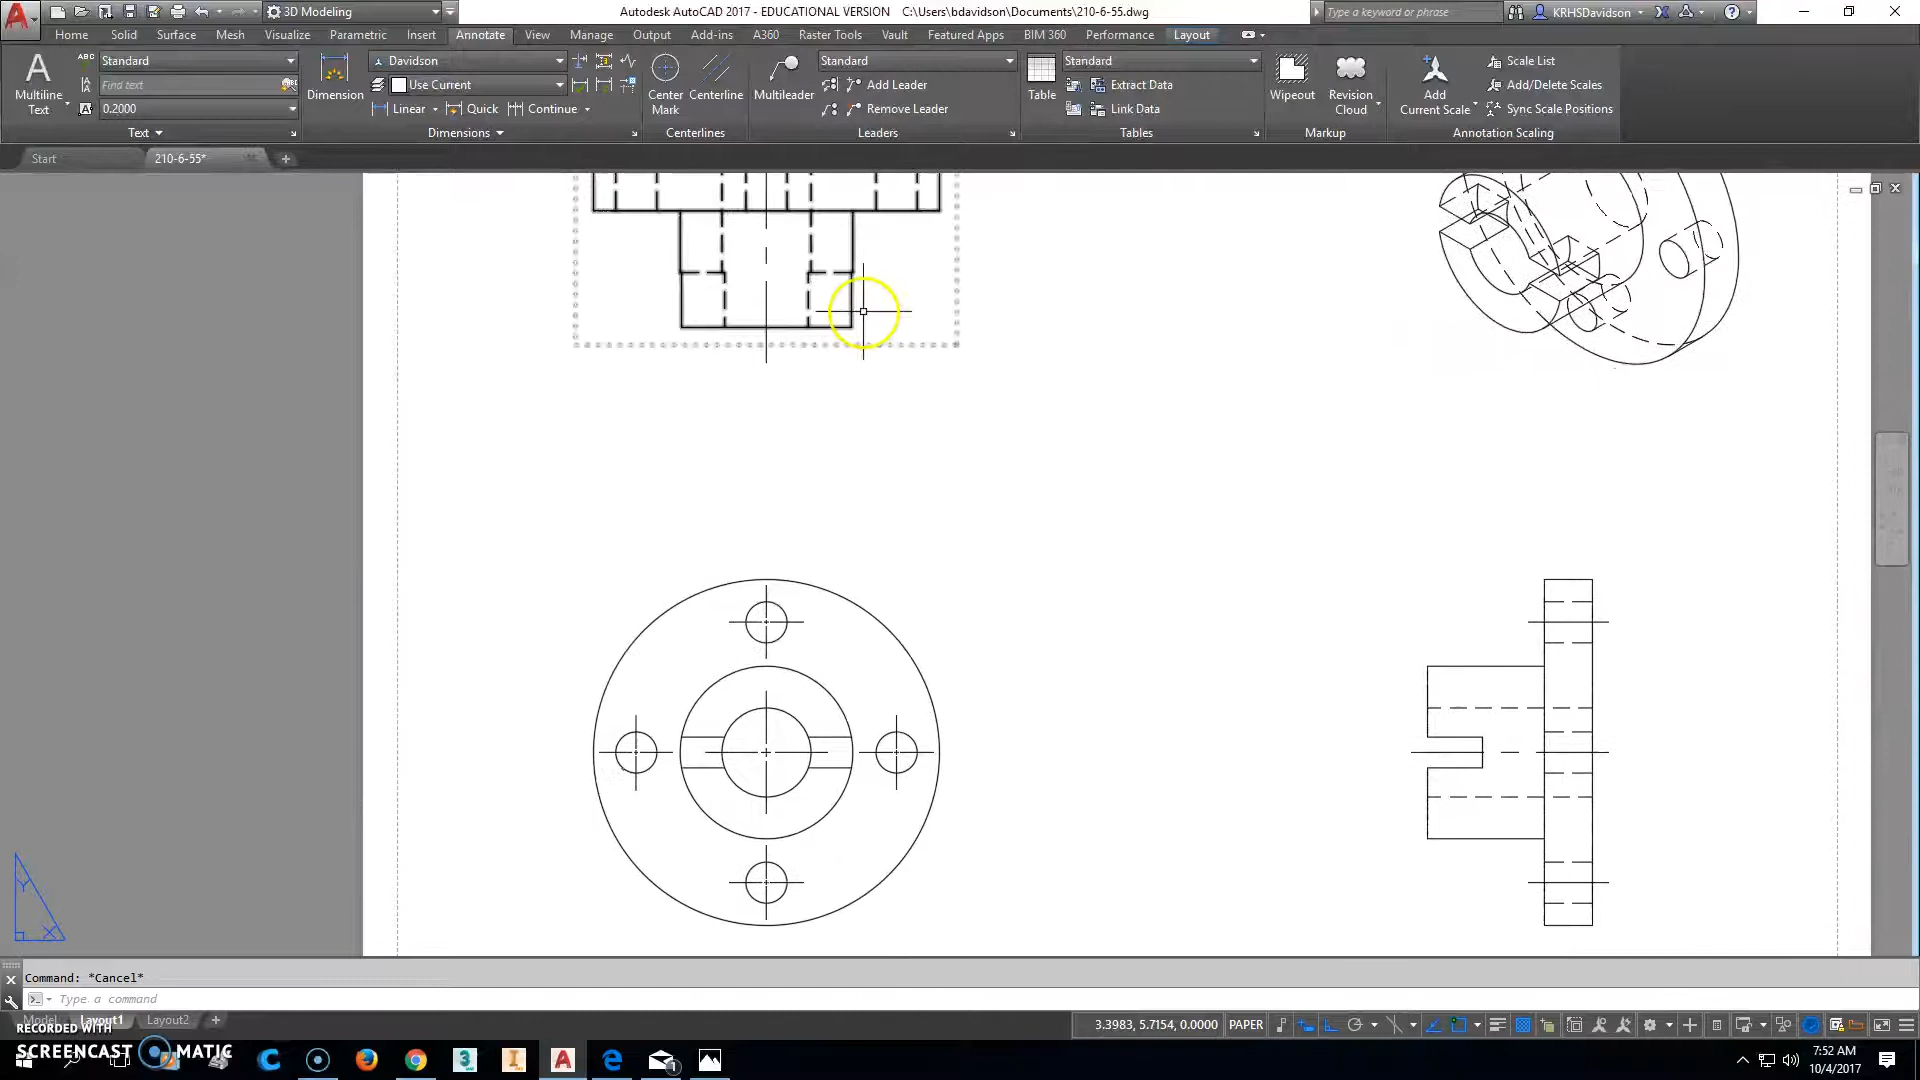 3D Modeling
Autodesk AutoCAD 2017 - EDUCATIONAL VERSION C:\Users\bdavidson\Documents\210-6-55.dwg
Type a keyword or phrase
KRHSDavidson
Home Solid Surface Mesh Visualize Parametric Insert Annotate View Manage Output Add-ins A360 Raster Tools Vault Featured Apps BIM 360 Performance Layout
Multiline Text
ABC
Standard
Find text
0.2000
Text
Dimension
Davidson
Use Current
Linear Quick Continue
Dimensions
Center Mark
Centerline
Centerlines
Multileader
Standard
Add Leader
Remove Leader
Leaders
Table
Standard
Extract Data
Link Data
Tables
Wipeout
Revision Cloud
Markup
Add Current Scale
Scale List
Add/Delete Scales
Sync Scale Positions
Annotation Scaling
Start
210-6-55*
Y
X
Command: *Cancel*
Type a command
Model Layout1 Layout2
3.3983, 5.7154, 0.0000 PAPER
RECORDED WITH
SCREENCAST MATIC
7:52 AM
10/4/2017